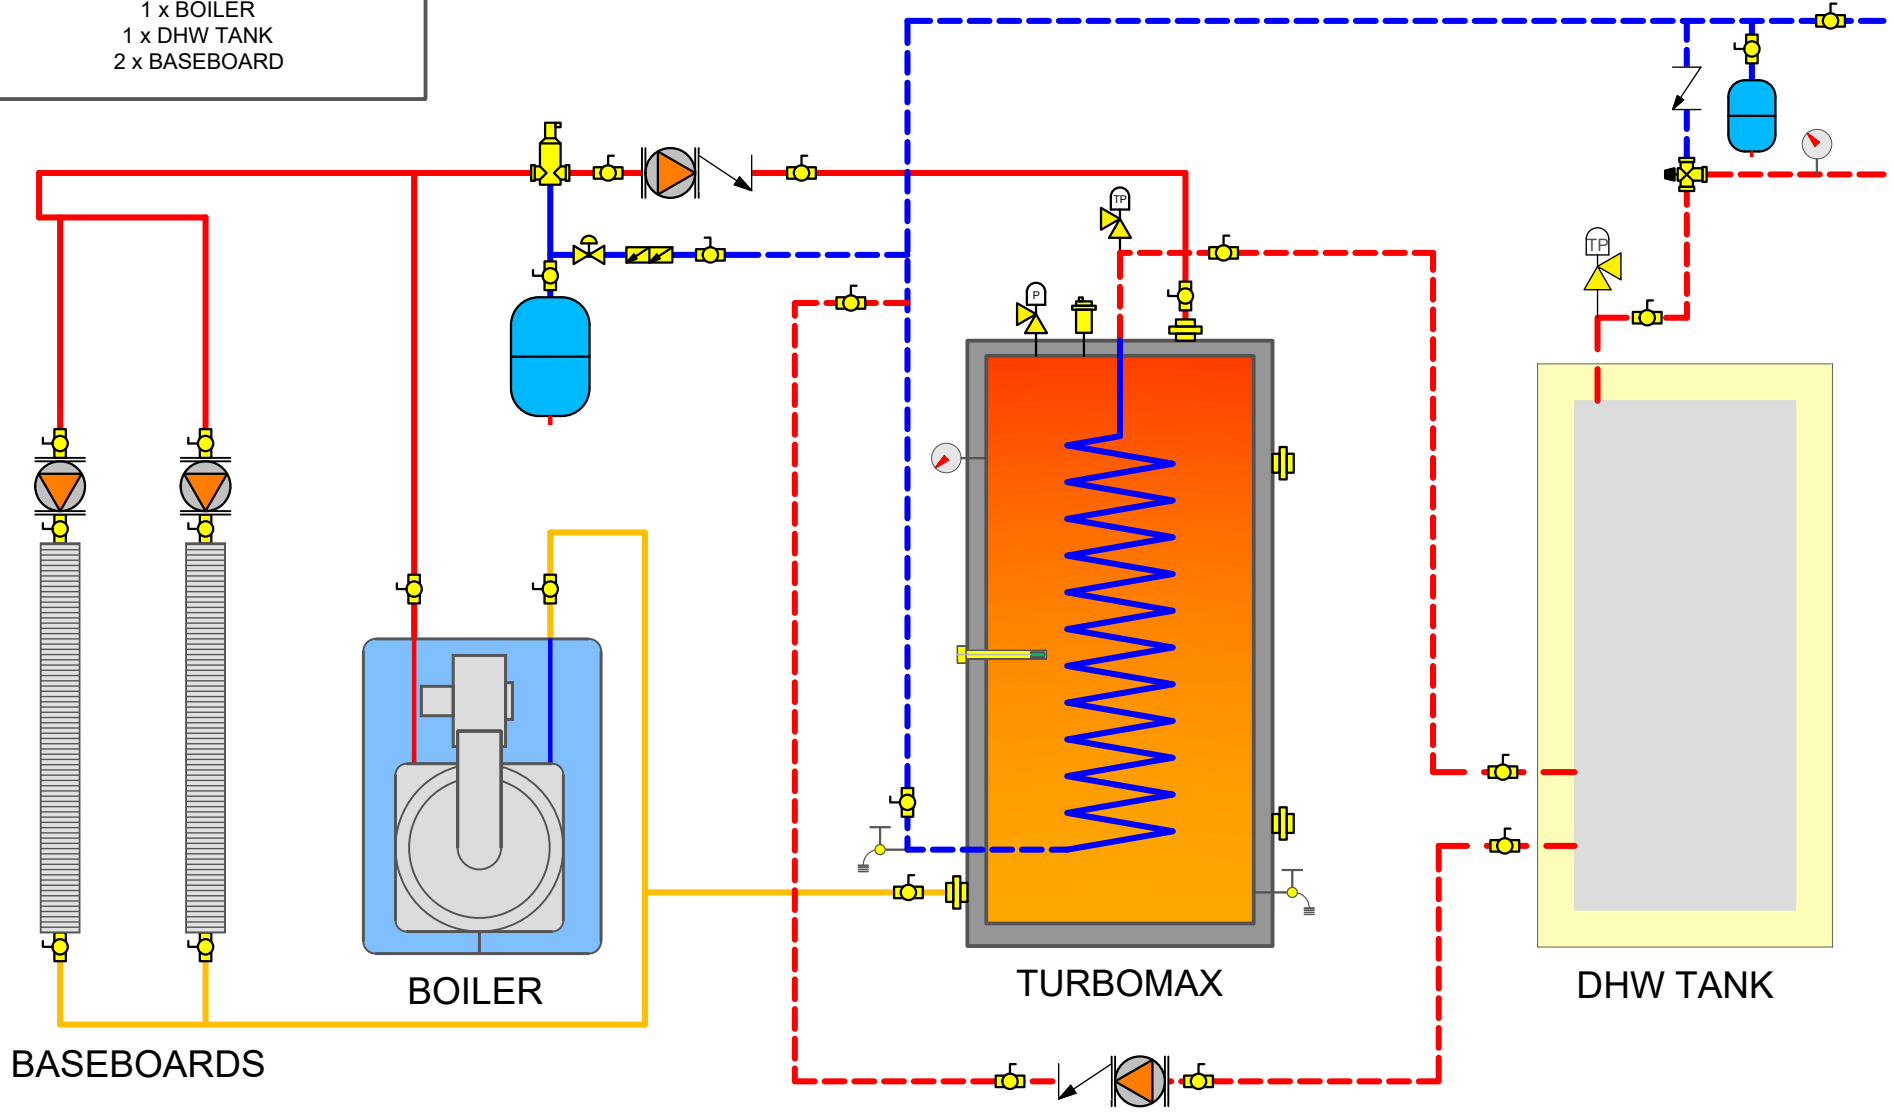 1 x BOILER
1 x DHW TANK
2 x BASEBOARD
TP
TP
P
BOILER
TURBOMAX
DHW TANK
BASEBOARDS